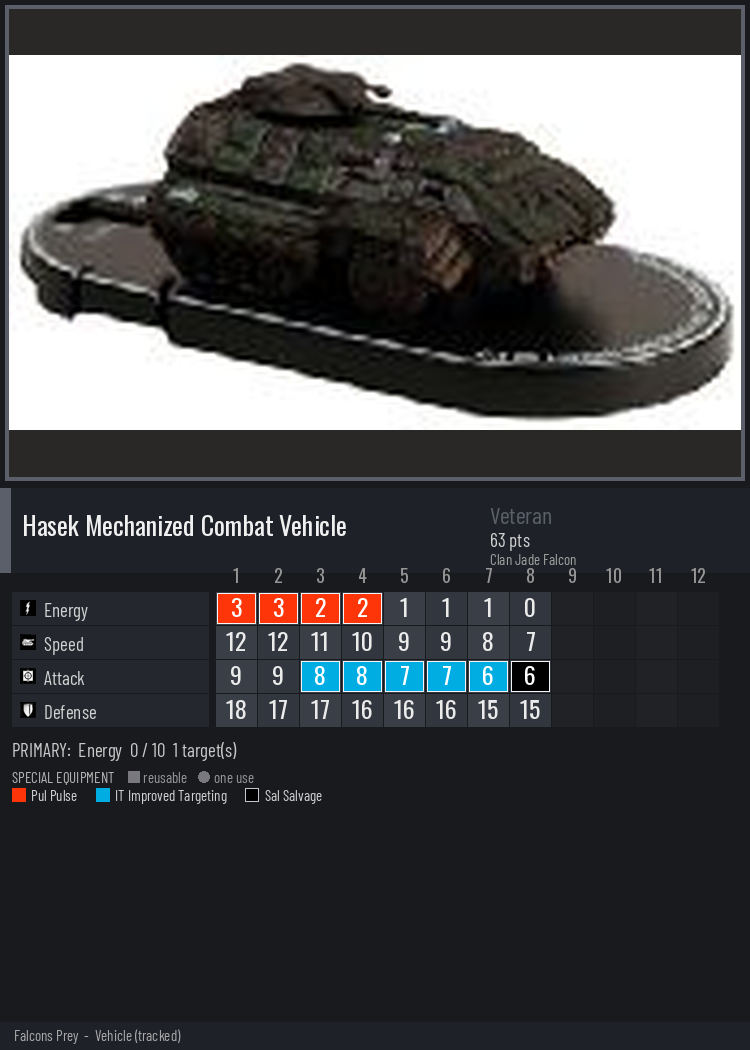 Hasek Mechanized Combat Vehicle
Veteran
63 pts
Clan Jade Falcon
1 2 3 4 5 6 7 8 9 10 11 12
Energy 3 3 2 2 1 1 1 0
Speed 12 12 11 10 9 9 8 7
Attack 9 9 8 8 7 7 6 6
Defense 18 17 17 16 16 16 15 15
PRIMARY: Energy 0 / 10 1 target(s)
SPECIAL EQUIPMENT reusable one use
Pul Pulse IT Improved Targeting Sal Salvage
Falcons Prey - Vehicle (tracked)